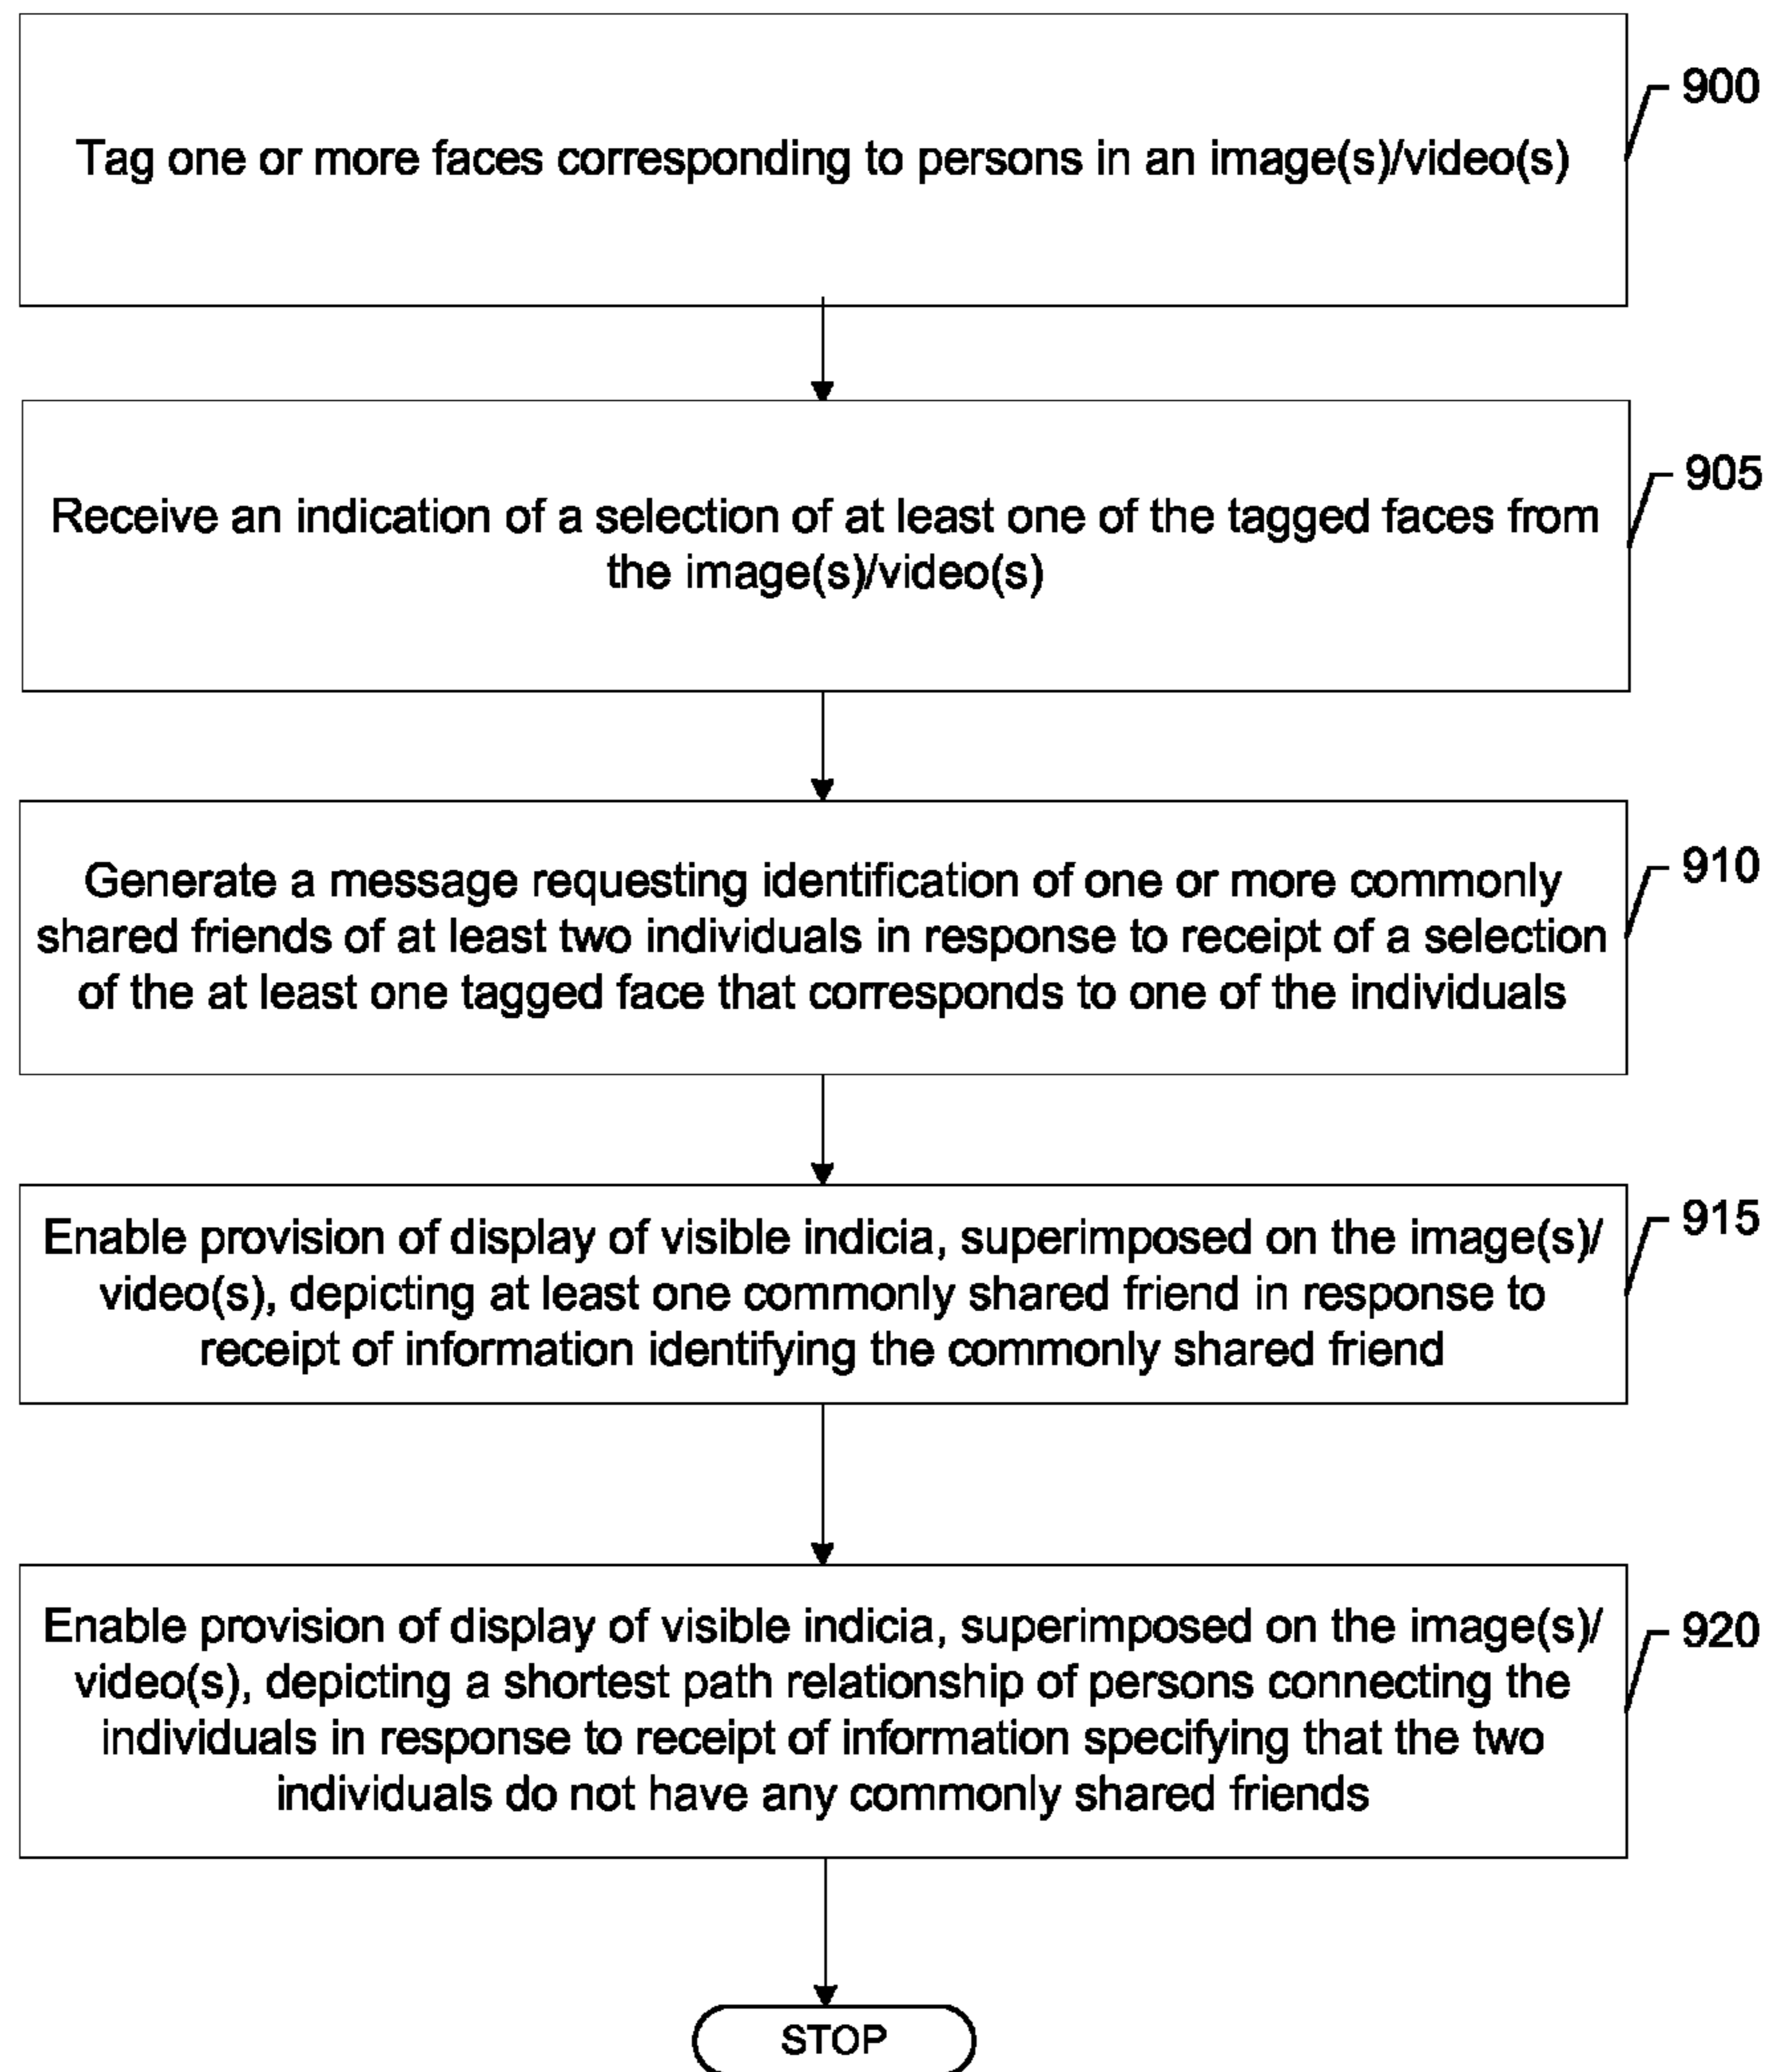 900
Tag one or more faces corresponding to persons in an image(s)/video(s)
905
Receive an indication of a selection of at least one of the tagged faces from
the image(s)/video(s)
910
Generate a message requesting identification of one or more commonly
shared friends of at least two individuals in response to receipt of a selection
of the at least one tagged face that corresponds to one of the individuals
915
Enable provision of display of visible indicia, superimposed on the image(s)/
video(s), depicting at least one commonly shared friend in response to
receipt of information identifying the commonly shared friend
920
Enable provision of display of visible indicia, superimposed on the image(s)/
video(s), depicting a shortest path relationship of persons connecting the
individuals in response to receipt of information specifying that the two
individuals do not have any commonly shared friends
STOP